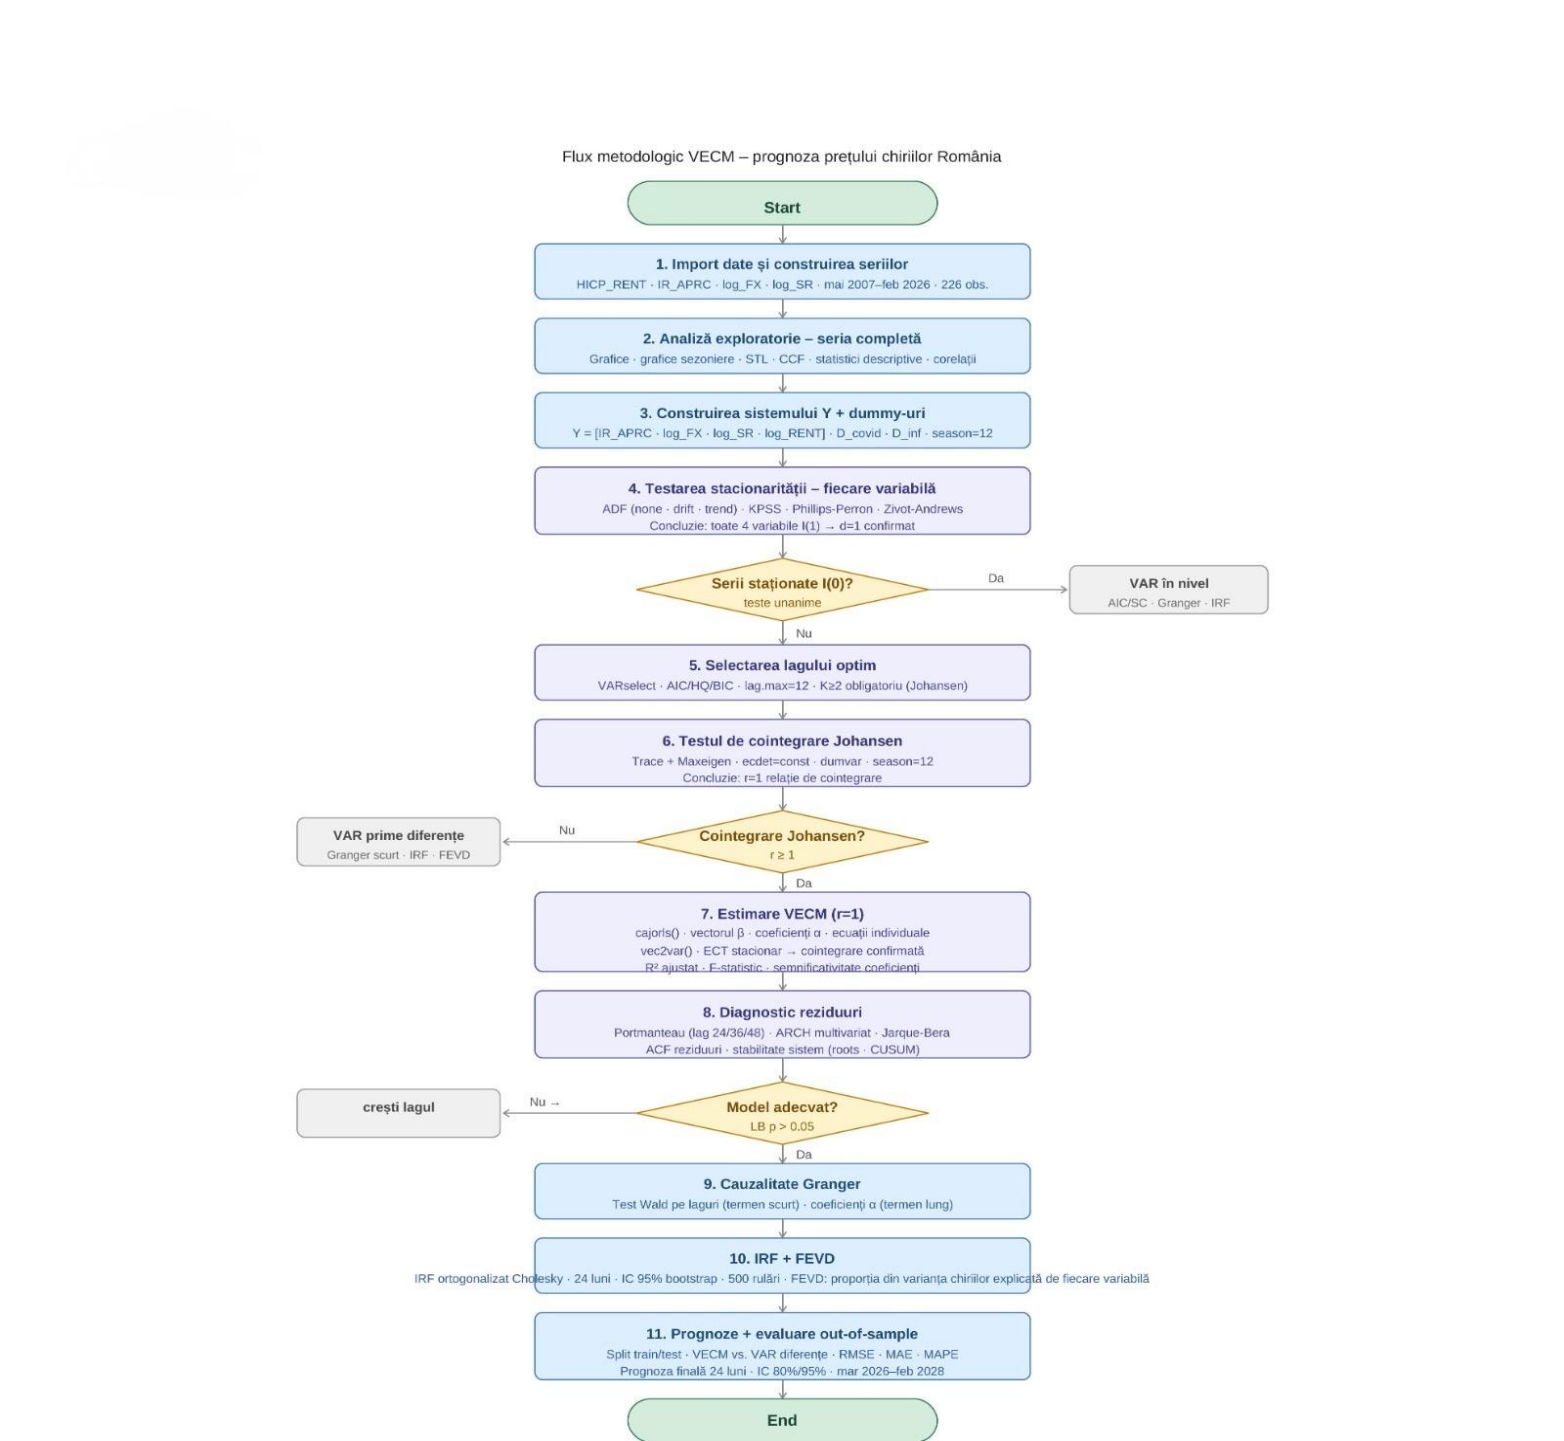 Flux metodologic VECM – prognoza prețului chiriilor România
Start
1. Import date și construirea seriilor
HICP_RENT · IR_APRC · log_FX · log_SR · mai 2007–feb 2026 · 226 obs.
2. Analiză exploratorie – seria completă
Grafice · grafice sezoniere · STL · CCF · statistici descriptive · corelații
3. Construirea sistemului Y + dummy-uri
Y = [IR_APRC · log_FX · log_SR · log_RENT] · D_covid · D_inf · season=12
4. Testarea stacionarității – fiecare variabilă
ADF (none · drift · trend) · KPSS · Phillips-Perron · Zivot-Andrews
Concluzie: toate 4 variabile I(1) → d=1 confirmat
Serii staționate I(0)?
teste unanime
Da
VAR în nivel
AIC/SC · Granger · IRF
Nu
5. Selectarea lagului optim
VARselect · AIC/HQ/BIC · lag.max=12 · K≥2 obligatoriu (Johansen)
6. Testul de cointegrare Johansen
Trace + Maxeigen · ecdet=const · dumvar · season=12
Concluzie: r=1 relație de cointegrare
Cointegrare Johansen?
r ≥ 1
Nu
VAR prime diferențe
Granger scurt · IRF · FEVD
Da
7. Estimare VECM (r=1)
cajorls() · vectorul β · coeficienți α · ecuații individuale
vec2var() · ECT stacionar → cointegrare confirmată
R² ajustat · F-statistic · semnificativitate coeficienți
8. Diagnostic reziduuri
Portmanteau (lag 24/36/48) · ARCH multivariat · Jarque-Bera
ACF reziduuri · stabilitate sistem (roots · CUSUM)
Model adecvat?
LB p > 0.05
Nu →
crești lagul
Da
9. Cauzalitate Granger
Test Wald pe laguri (termen scurt) · coeficienți α (termen lung)
10. IRF + FEVD
IRF ortogonalizat Cholesky · 24 luni · IC 95% bootstrap · 500 rulări · FEVD: proporția din varianța chiriilor explicată de fiecare variabilă
11. Prognoze + evaluare out-of-sample
Split train/test · VECM vs. VAR diferențe · RMSE · MAE · MAPE
Prognoza finală 24 luni · IC 80%/95% · mar 2026–feb 2028
End